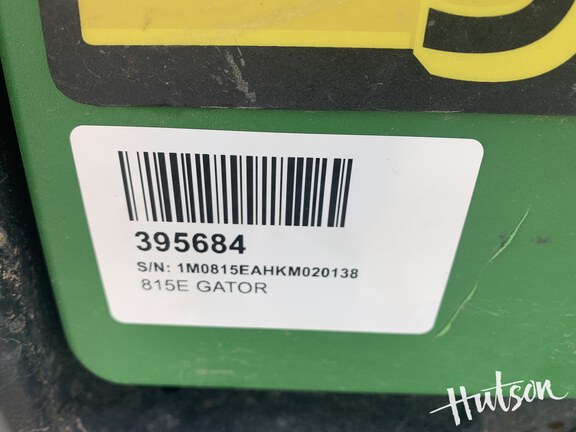 395684
S/N: 1M0815EAHKM020138
815E GATOR
Hutson